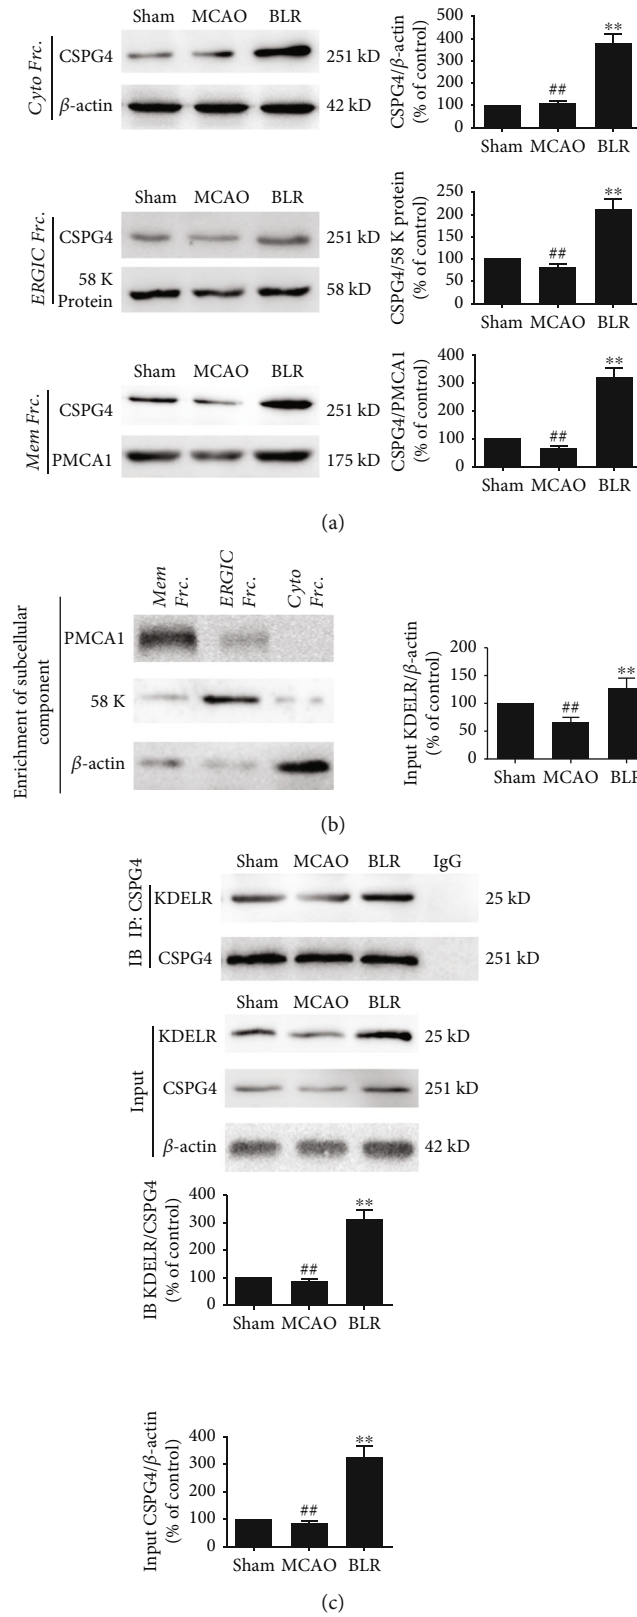 Sham MCAO BLR
Cyto Frc.
CSPG4
251 kD
β-actin
42 kD
CSPG4/β-actin
(% of control)
500
400
300
200
100
0
##
**
Sham MCAO BLR
Sham MCAO BLR
ERGIC Frc.
CSPG4
251 kD
58 K
Protein
58 kD
CSPG4/58 K protein
(% of control)
250
200
150
100
50
0
##
**
Sham MCAO BLR
Sham MCAO BLR
Mem Frc.
CSPG4
251 kD
PMCA1
175 kD
CSPG4/PMCA1
(% of control)
400
300
200
100
0
##
**
Sham MCAO BLR
(a)
Enrichment of subcellular
component
Mem
Frc.
ERGIC
Frc.
Cyto
Frc.
PMCA1
58 K
β-actin
Input KDELR/β-actin
(% of control)
200
150
100
50
0
##
**
Sham MCAO BLR
(b)
Sham MCAO BLR IgG
IB IP: CSPG4
KDELR
25 kD
CSPG4
251 kD
Sham MCAO BLR
Input
KDELR
25 kD
CSPG4
251 kD
β-actin
42 kD
IB KDELR/CSPG4
(% of control)
400
300
200
100
0
##
**
Sham MCAO BLR
Input CSPG4/β-actin
(% of control)
400
300
200
100
0
##
**
Sham MCAO BLR
(c)